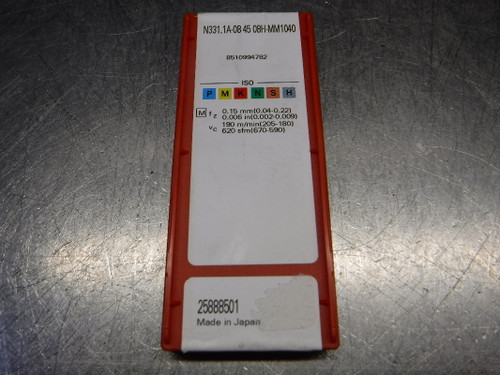 N331.1A-08 45 08H-MM1040
8510994782
ISO
P M K N S H
M fz 0.15 mm(0.04-0.22)
0.006 in(0.002-0.009)
vc 190 m/min(205-180)
620 sfm(670-590)
25888501
Made in Japan